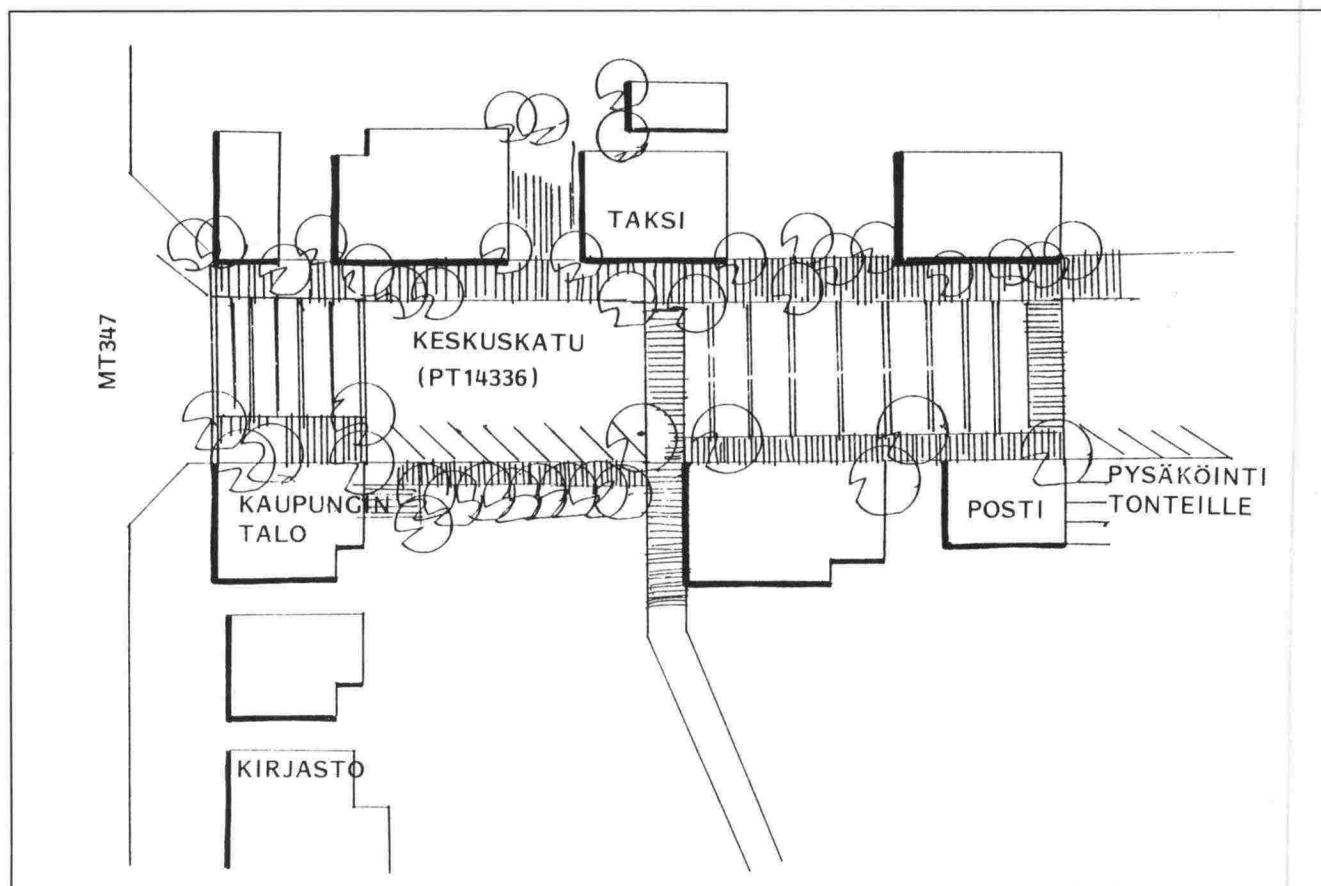 TAKSI
MT347
KESKUSKATU
(PT14336)
KAUPUNGIN
TALO
POSTI
PYSÄKÖINTI
TONTEILLE
KIRJASTO